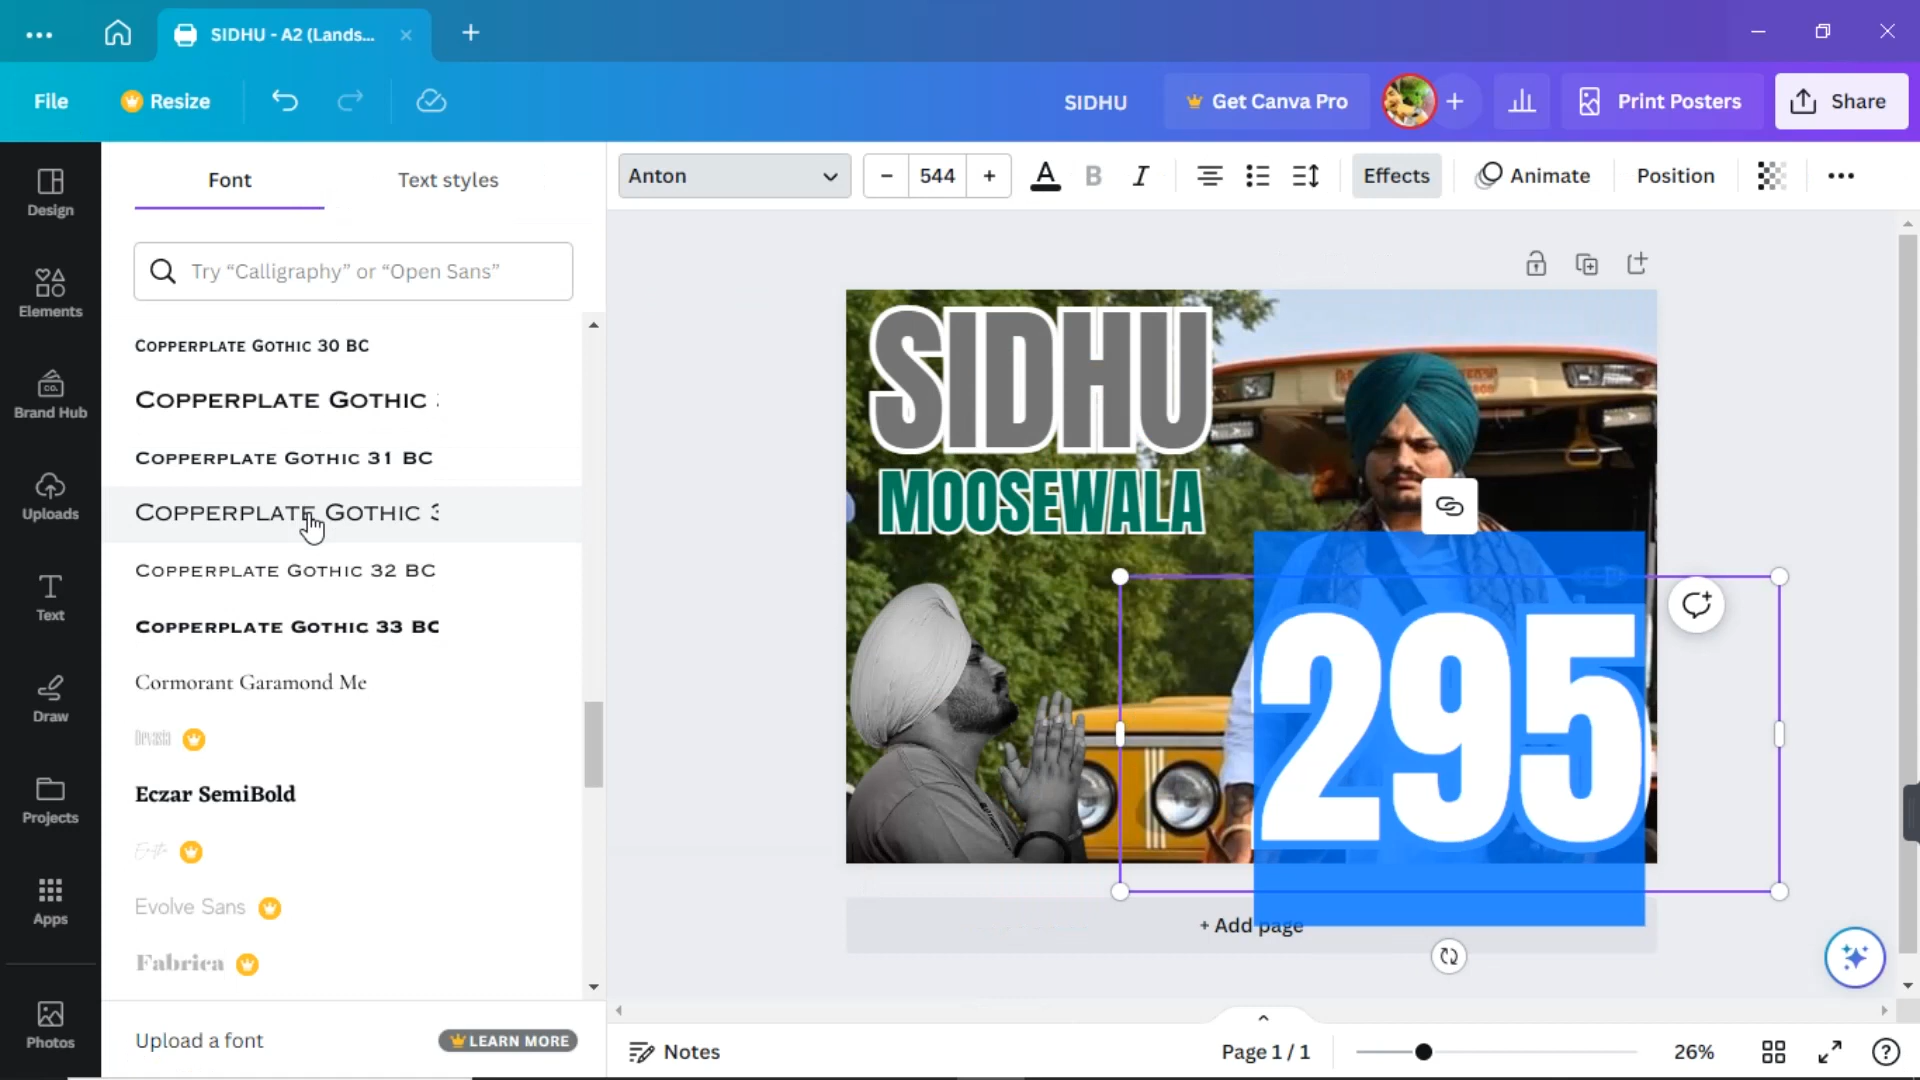 SIDHU - A2 (Lands...
File
Resize
SIDHU
Get Canva Pro
Print Posters
Share
Design
Elements
Brand Hub
CO.
Uploads
Text
Draw
Projects
Apps
Photos
Font
Text styles
Try “Calligraphy” or “Open Sans”
COPPERPLATE GOTHIC 30 BC
COPPERPLATE GOTHIC
COPPERPLATE GOTHIC 31 BC
COPPERPLATE GOTHIC 3
COPPERPLATE GOTHIC 32 BC
COPPERPLATE GOTHIC 33 BC
Cormorant Garamond Me
Devasia
Eczar SemiBold
Evolve Sans
Fabrica
Upload a font
LEARN MORE
Anton
544
A
B
I
Effects
Animate
Position
SIDHU
MOOSEWALA
295
+ Add page
Notes
Page 1 / 1
26%